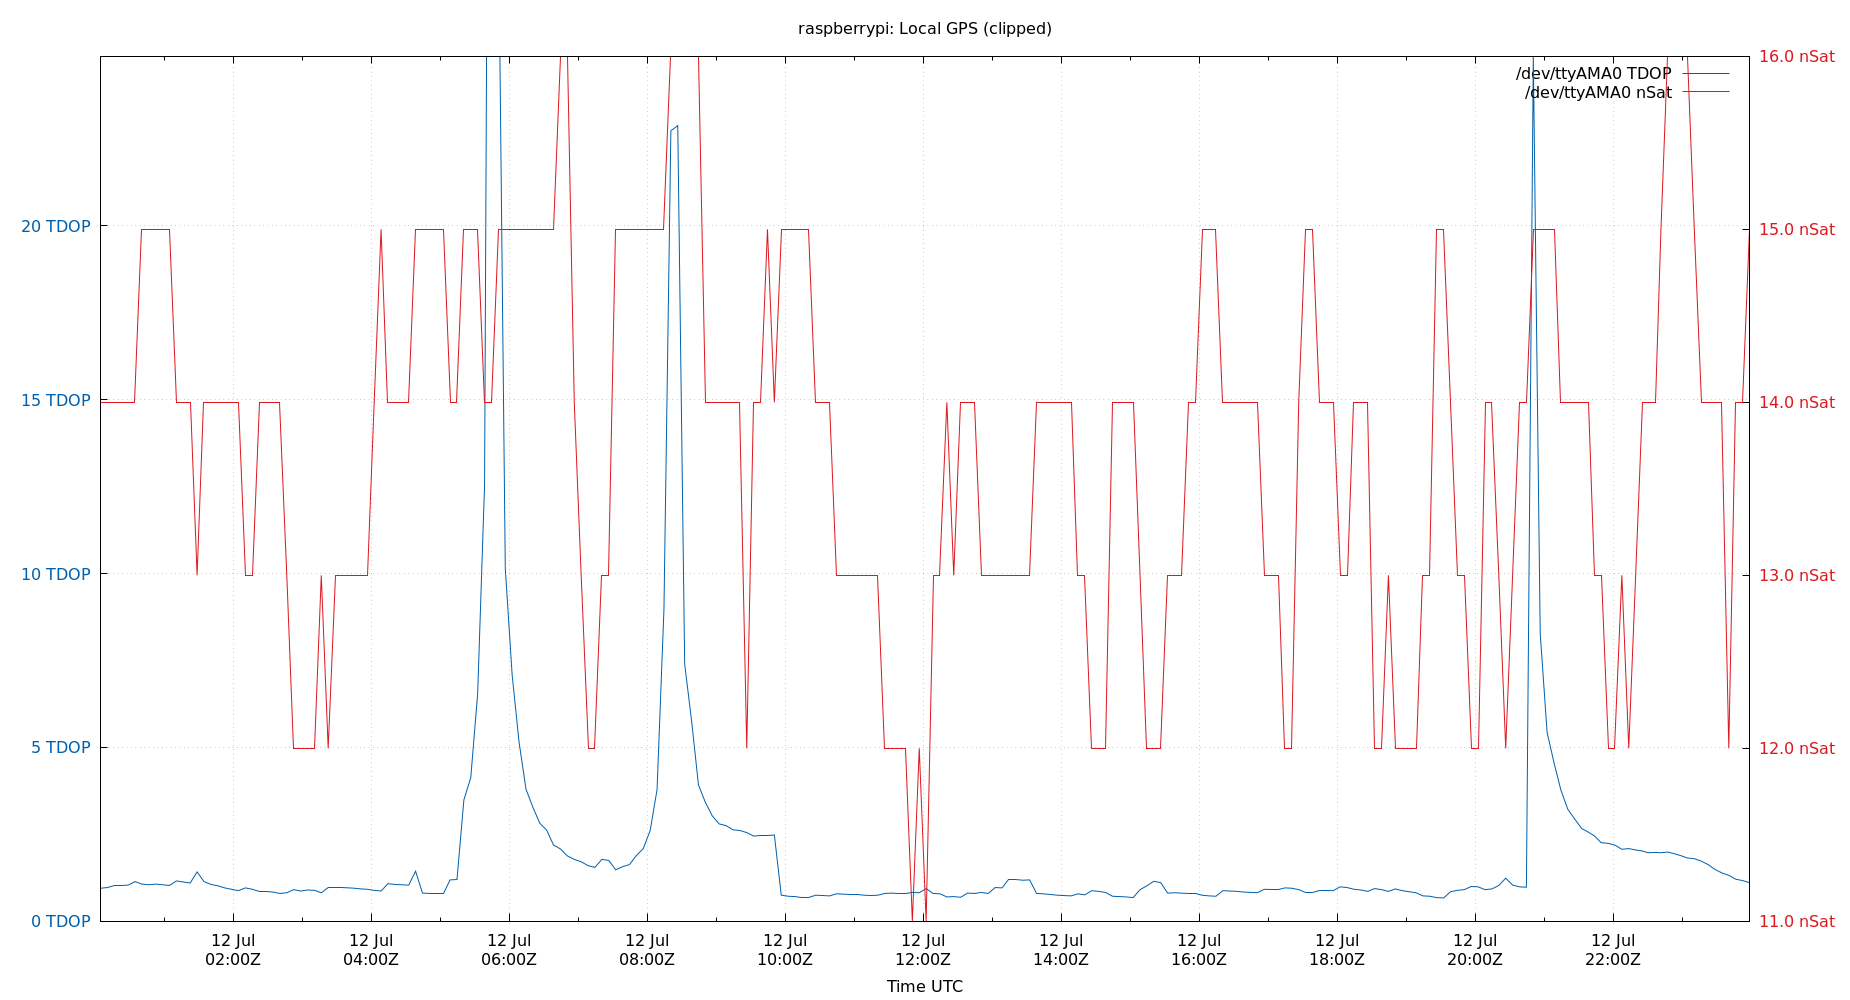 raspberrypi: Local GPS (clipped)
16.0 nSat
/dev/ttyAMA0 TDOP
/dev/ttyAMA0 nSat
20 TDOP
15.0 nSat
15 TDOP
14.0 nSat
10 TDOP
13.0 nSat
5 TDOP
12.0 nSat
0 TDOP
11.0 nSat
12 Jul 12 Jul 12 Jul 12 Jul 12 Jul 12 Jul 12 Jul 12 Jul 12 Jul 12 Jul 12 Jul
02:00Z 04:00Z 06:00Z 08:00Z 10:00Z 12:00Z 14:00Z 16:00Z 18:00Z 20:00Z 22:00Z
Time UTC